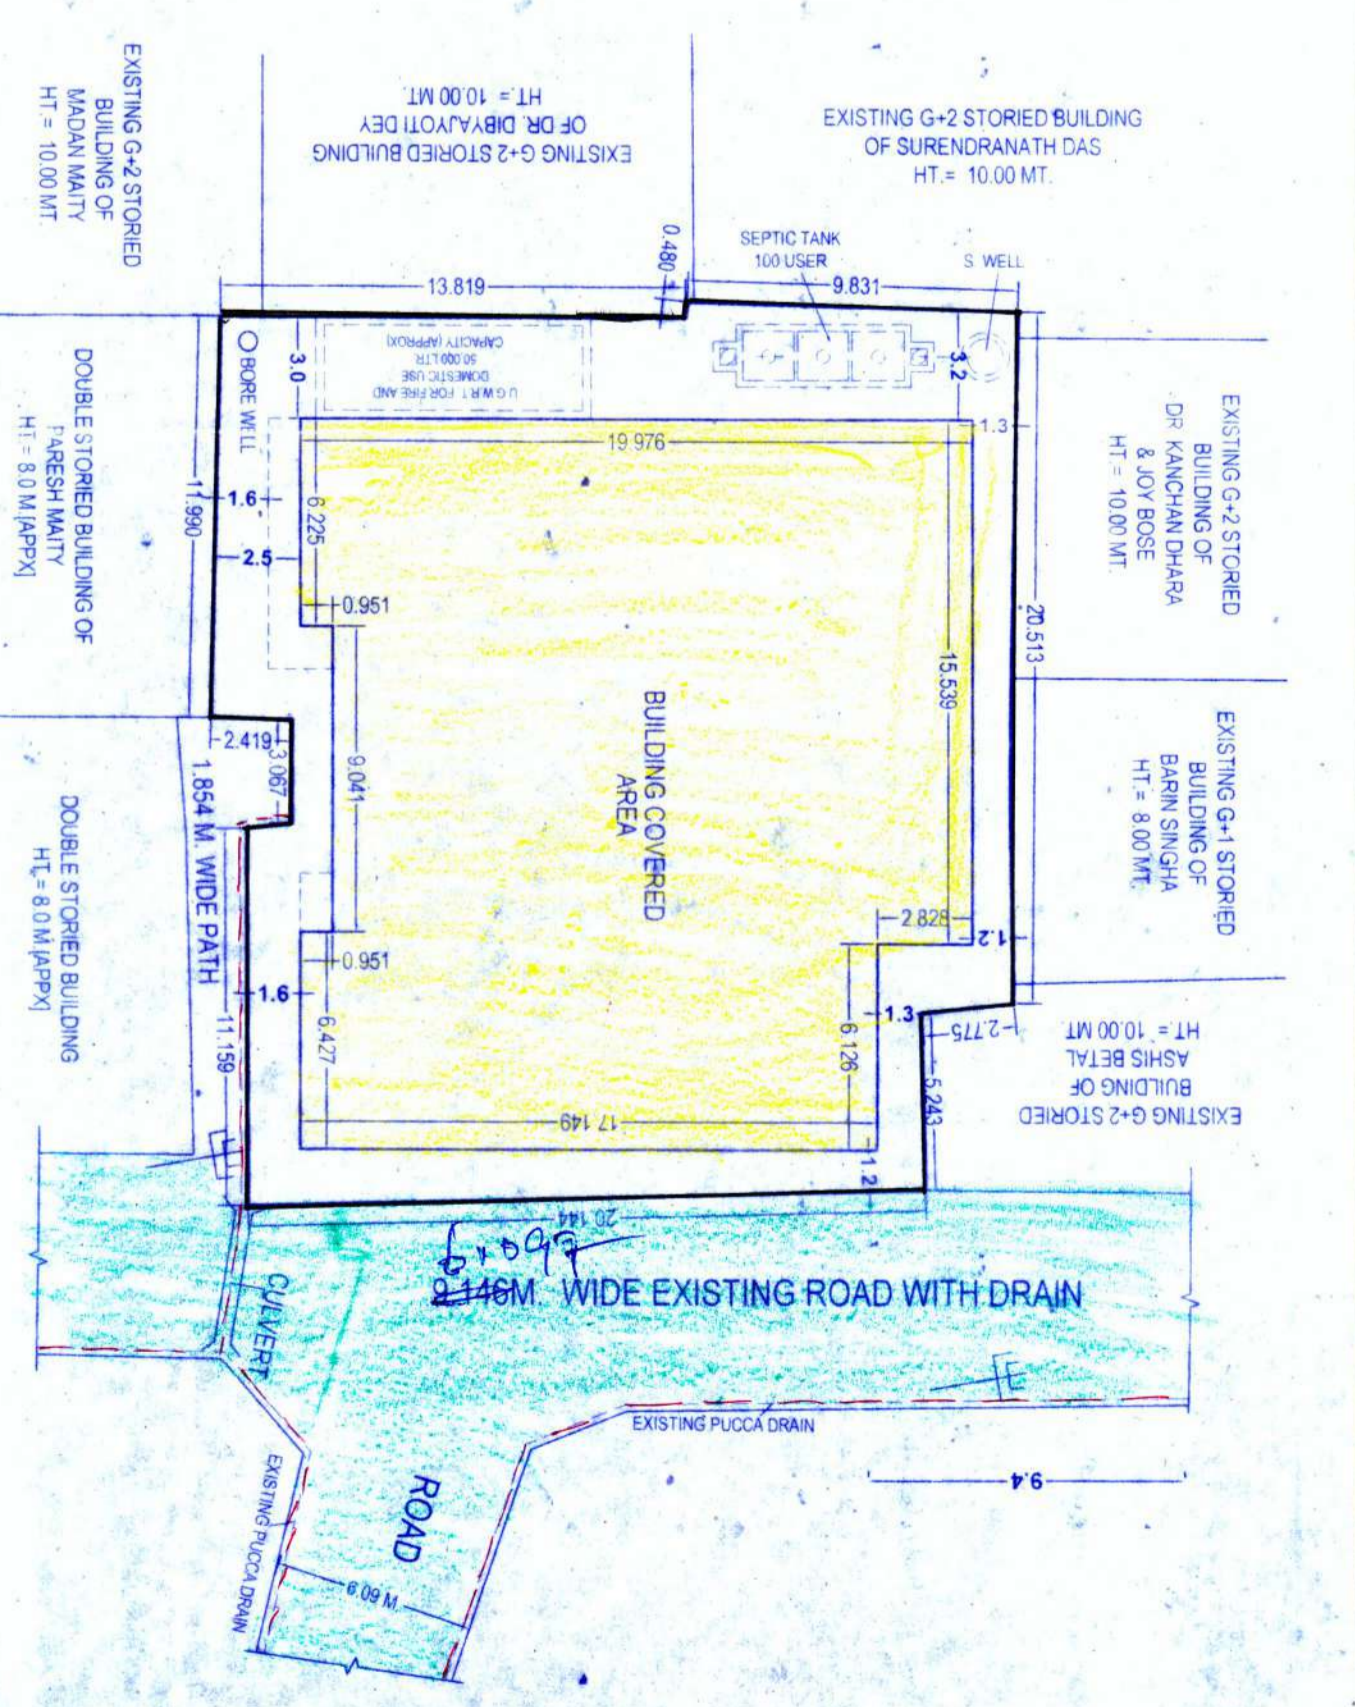 EXISTING G+2 STORIED
BUILDING OF
MADAN MAITY
HT.= 10.00 MT.
EXISTING G+2 STORIED BUILDING
OF DR. DIBYAJYOTI DEY
HT.= 10.00 MT.
EXISTING G+2 STORIED BUILDING
OF SURENDRANATH DAS
HT.= 10.00 MT.
0.480
SEPTIC TANK
100 USER
S. WELL
13.819
9.831
BORE WELL
3.0
U.G.W.R.T. FOR FIRE AND
DOMESTIC USE
50,000 LTR.
CAPACITY (APPROX)
3.2
1.3
DOUBLE STORIED BUILDING OF
PARESH MAITY
HT = 8.0 M [APPX]
11.990
1.6
2.5
19.976
6.225
0.951
15.539
20.513
EXISTING G+2 STORIED
BUILDING OF
DR. KANCHAN DHARA
& JOY BOSE
HT.= 10.00 MT.
BUILDING COVERED
AREA
2.419
3.067
9.041
1.854 M. WIDE PATH
EXISTING G+1 STORIED
BUILDING OF
BARIN SINGHA
HT.= 8.00 MT.
2.828
1.2
DOUBLE STORIED BUILDING
HT.= 8.0 M [APPX]
0.951
1.6
11.159
6.427
6.126
1.3
2.775
5.243
EXISTING G+2 STORIED
BUILDING OF
ASHIS BETAL
HT.= 10.00 MT.
17.149
1.2
20.144
6.097
9.146M WIDE EXISTING ROAD WITH DRAIN
CULVERT
EXISTING PUCCA DRAIN
9.4
EXISTING PUCCA DRAIN
ROAD
6.09 M